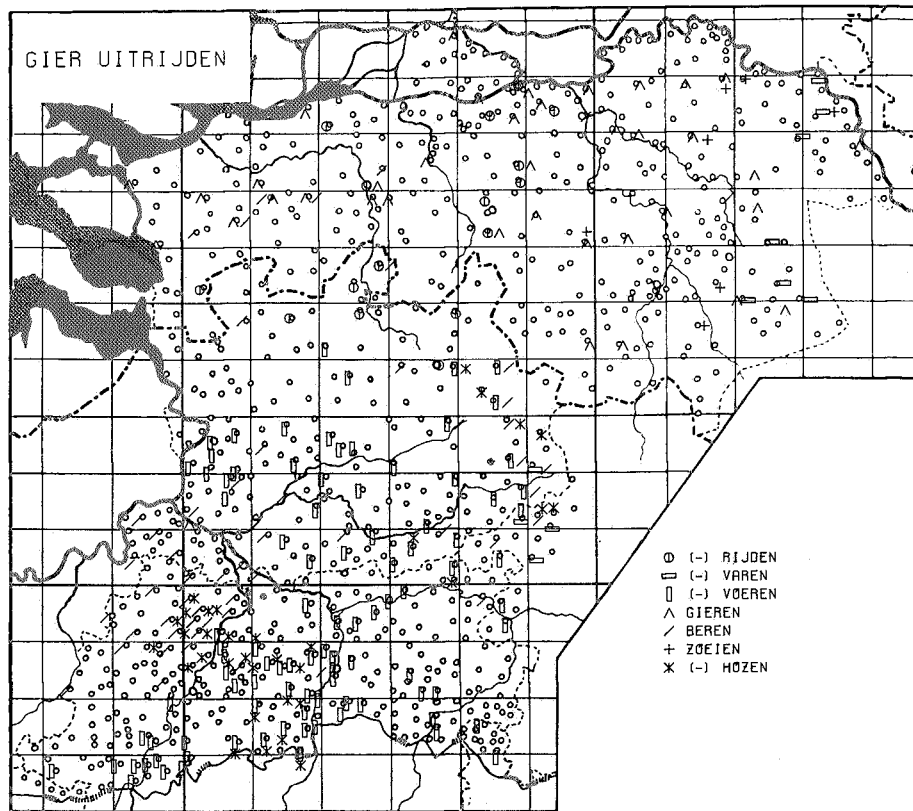 GIER UITRIJDEN
(-) RIJDEN
(-) VAREN
(-) VOEREN
GIEREN
BEREN
ZOEIEN
(-) HOZEN